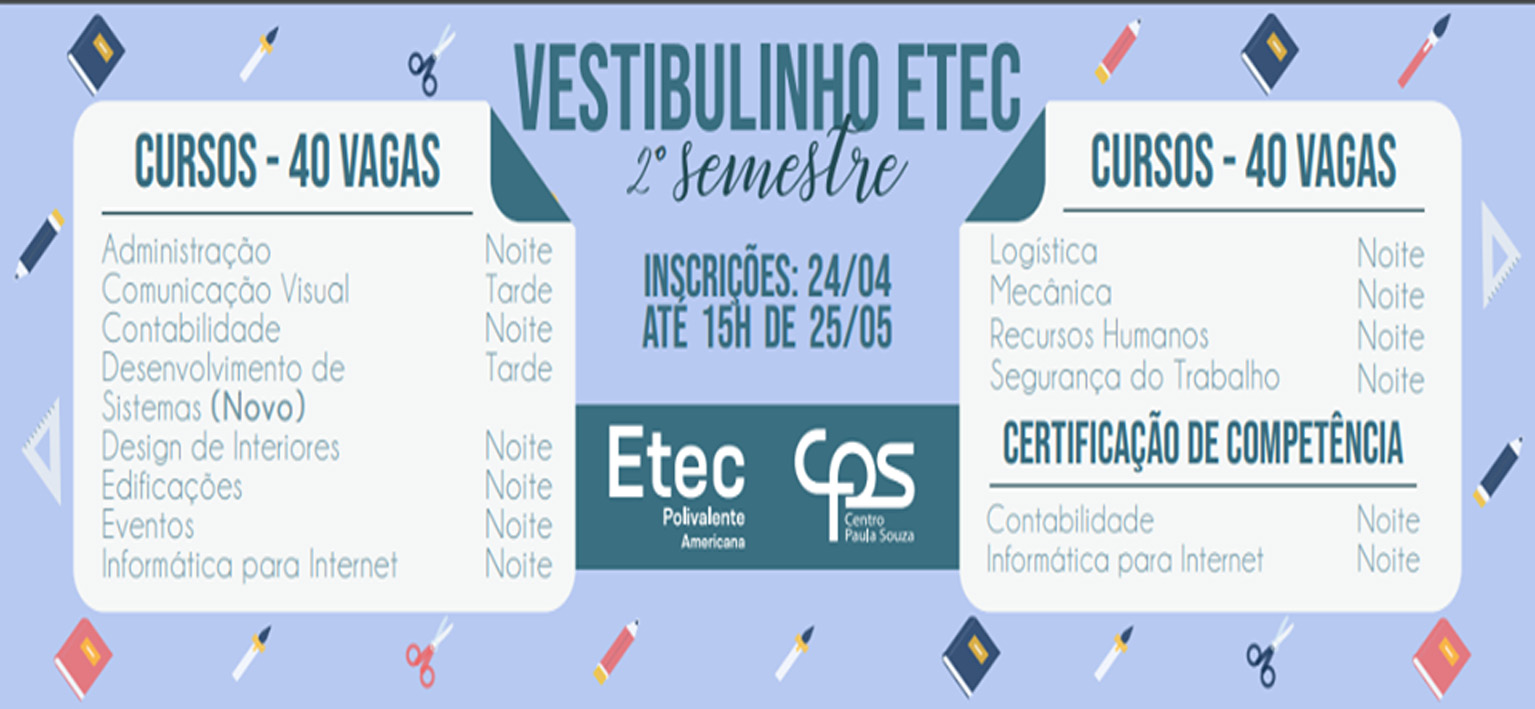 VESTIBULINHO ETEC
2º semestre
INSCRIÇÕES: 24/04
ATÉ 15H DE 25/05
CURSOS - 40 VAGAS
Administração Noite
Comunicação Visual Tarde
Contabilidade Noite
Desenvolvimento de Tarde
Sistemas (Novo)
Design de Interiores Noite
Edificações Noite
Eventos Noite
Informática para Internet Noite
Etec
Polivalente
Americana
CPS
Centro
Paula Souza
CURSOS - 40 VAGAS
Logística Noite
Mecânica Noite
Recursos Humanos Noite
Segurança do Trabalho Noite
CERTIFICAÇÃO DE COMPETÊNCIA
Contabilidade Noite
Informática para Internet Noite